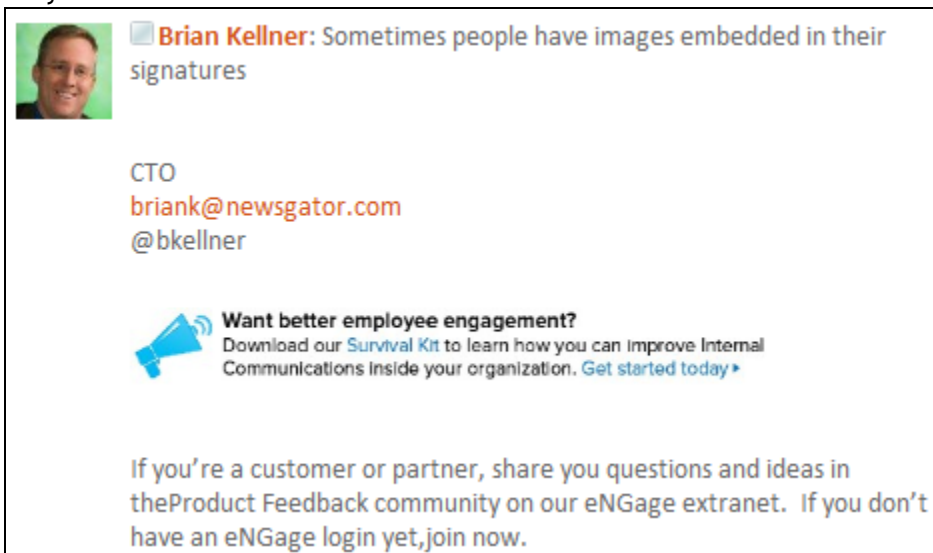 Brian Kellner: Sometimes people have images embedded in their
signatures
CTO
briank@newsgator.com
@bkellner
Want better employee engagement?
Download our Survival Kit to learn how you can improve Internal
Communications inside your organization. Get started today
If you're a customer or partner, share you questions and ideas in
theProduct Feedback community on our eNGage extranet.  If you don't
have an eNGage login yet,join now.